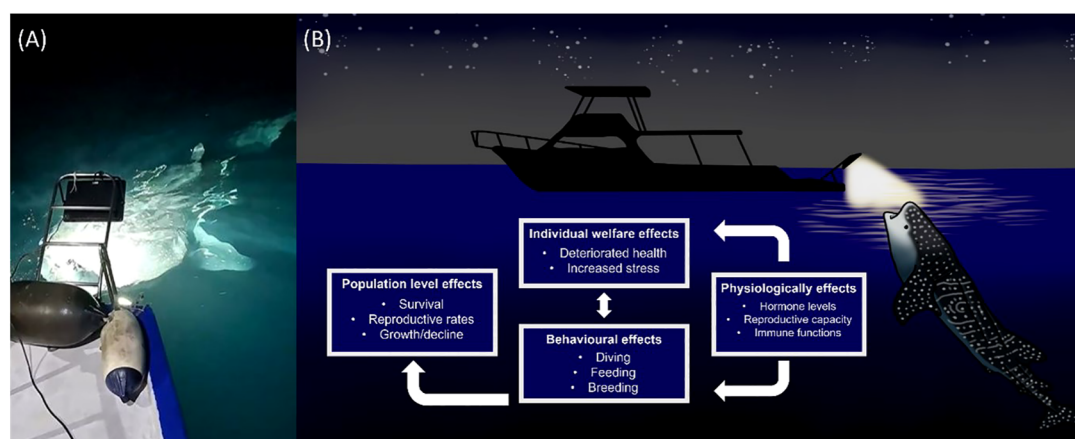 (A)
(B)
Individual welfare effects
• Deteriorated health
• Increased stress
Population level effects
• Survival
• Reproductive rates
• Growth/decline
Physiologically effects
• Hormone levels
• Reproductive capacity
• Immune functions
Behavioural effects
• Diving
• Feeding
• Breeding